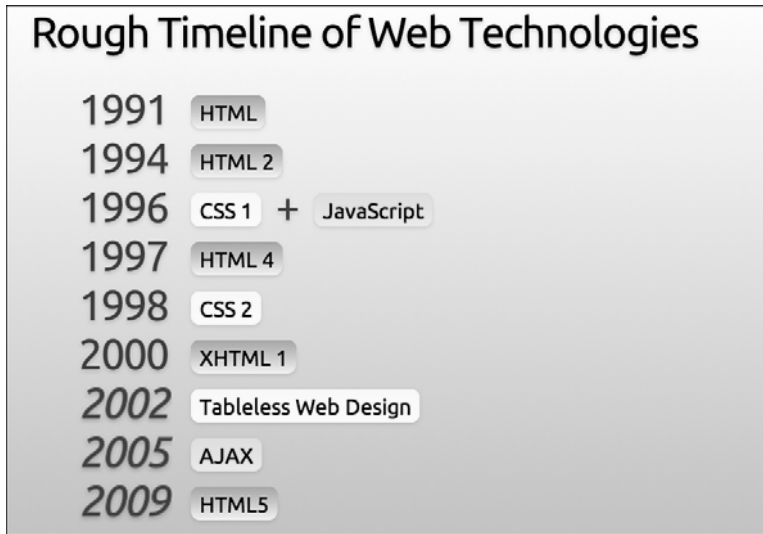 Rough Timeline of Web Technologies
1991 HTML
1994 HTML 2
1996 CSS 1 + JavaScript
1997 HTML 4
1998 CSS 2
2000 XHTML 1
2002 Tableless Web Design
2005 AJAX
2009 HTML5